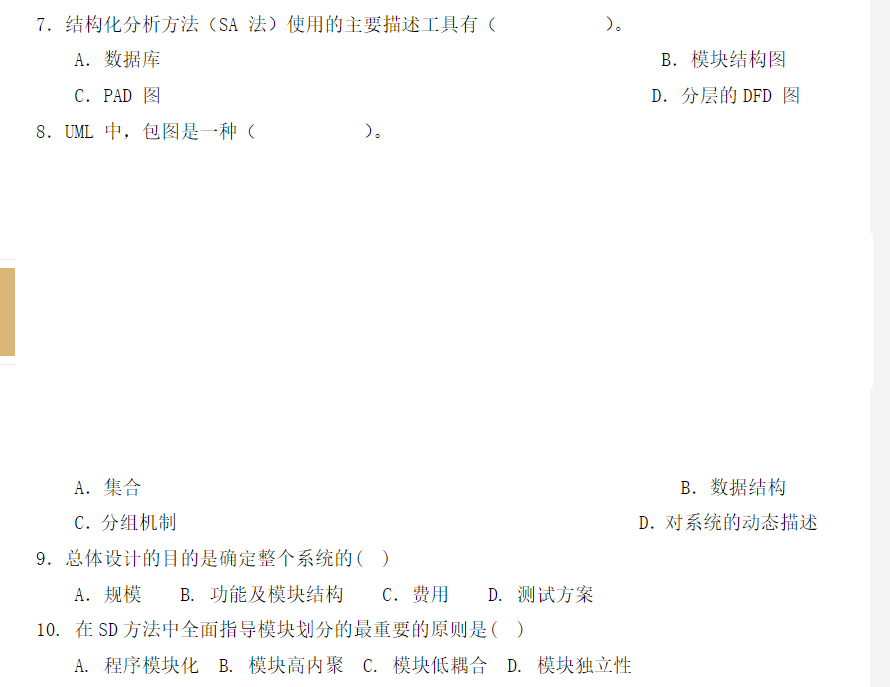 7. 结构化分析方法（SA 法）使用的主要描述工具有（ ）。
A. 数据库 B. 模块结构图
C. PAD 图 D. 分层的 DFD 图
8. UML 中，包图是一种（ ）。
A. 集合 B. 数据结构
C. 分组机制 D. 对系统的动态描述
9. 总体设计的目的是确定整个系统的( )
A. 规模 B. 功能及模块结构 C. 费用 D. 测试方案
10. 在 SD 方法中全面指导模块划分的最重要的原则是( )
A. 程序模块化 B. 模块高内聚 C. 模块低耦合 D. 模块独立性